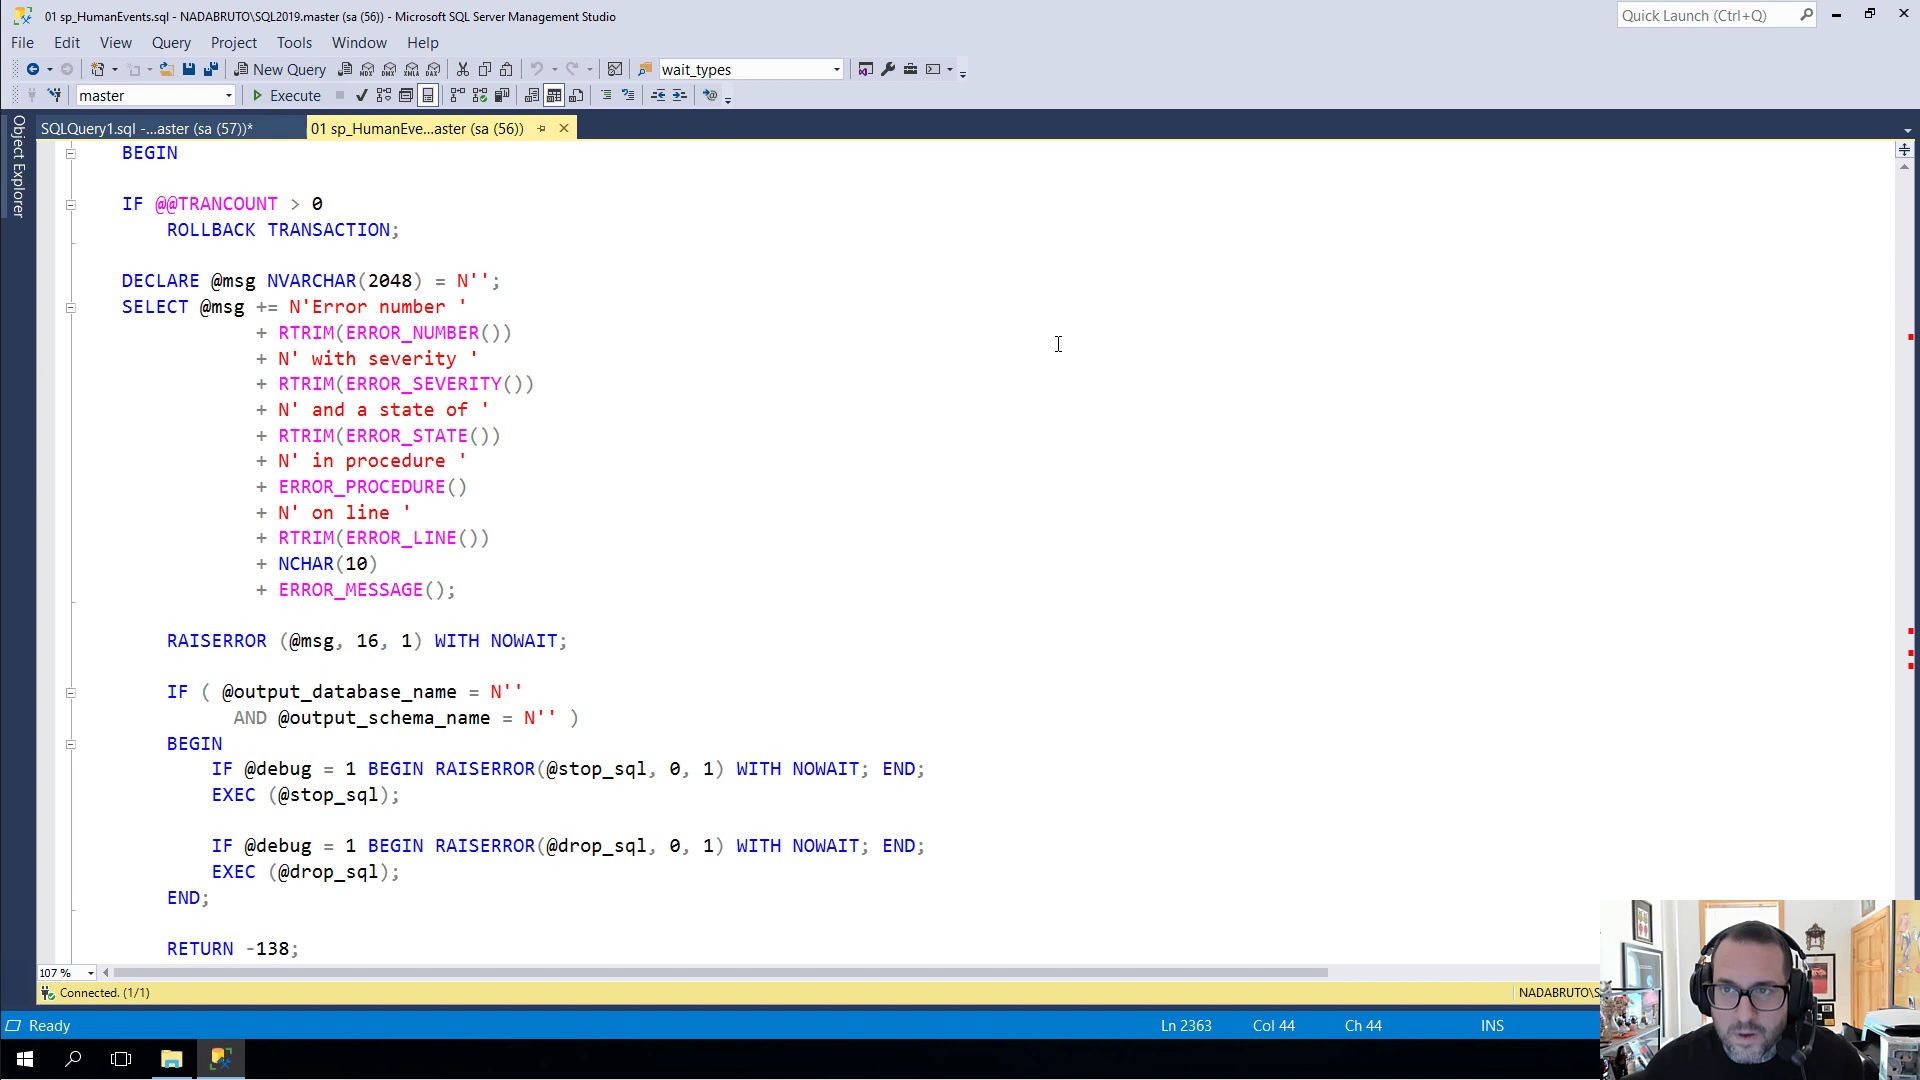 01 sp_HumanEvents.sql - NADABRUTO\SQL2019.master (sa (56)) - Microsoft SQL Server Management Studio
Quick Launch (Ctrl+Q)
File Edit View Query Project Tools Window Help
New Query
MDX DMX XMLA DAX
wait_types
master
Execute
Object Explorer
SQLQuery1.sql -...aster (sa (57))*
01 sp_HumanEve...aster (sa (56))
BEGIN
IF @@TRANCOUNT > 0
ROLLBACK TRANSACTION;
DECLARE @msg NVARCHAR(2048) = N'';
SELECT @msg += N'Error number '
+ RTRIM(ERROR_NUMBER())
+ N' with severity '
+ RTRIM(ERROR_SEVERITY())
+ N' and a state of '
+ RTRIM(ERROR_STATE())
+ N' in procedure '
+ ERROR_PROCEDURE()
+ N' on line '
+ RTRIM(ERROR_LINE())
+ NCHAR(10)
+ ERROR_MESSAGE();
RAISERROR (@msg, 16, 1) WITH NOWAIT;
IF ( @output_database_name = N''
AND @output_schema_name = N'' )
BEGIN
IF @debug = 1 BEGIN RAISERROR(@stop_sql, 0, 1) WITH NOWAIT; END;
EXEC (@stop_sql);
IF @debug = 1 BEGIN RAISERROR(@drop_sql, 0, 1) WITH NOWAIT; END;
EXEC (@drop_sql);
END;
RETURN -138;
107 %
Connected. (1/1)
NADABRUTO\S
Ready
Ln 2363
Col 44
Ch 44
INS